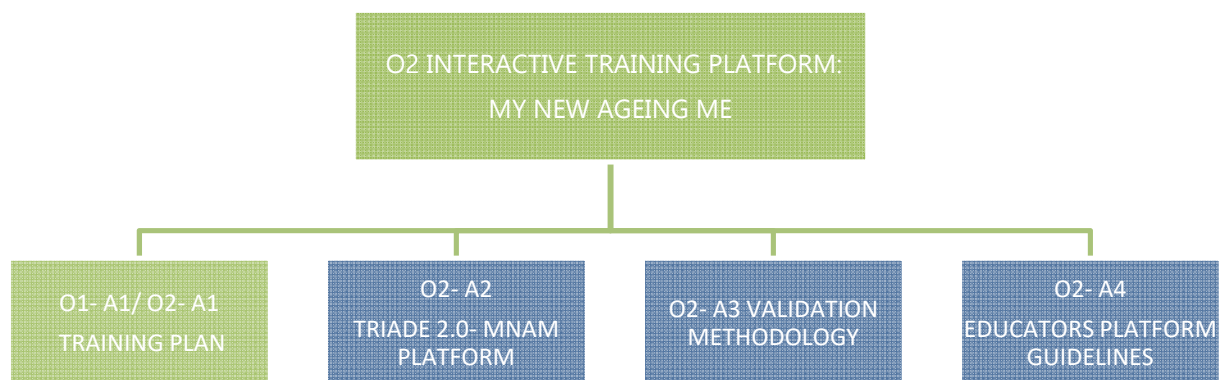 O2 INTERACTIVE TRAINING PLATFORM:
MY NEW AGEING ME
O1- A1/ O2- A1
TRAINING PLAN
O2- A2
TRIADE 2.0- MNAM
PLATFORM
O2- A3 VALIDATION
METHODOLOGY
O2- A4
EDUCATORS PLATFORM
GUIDELINES